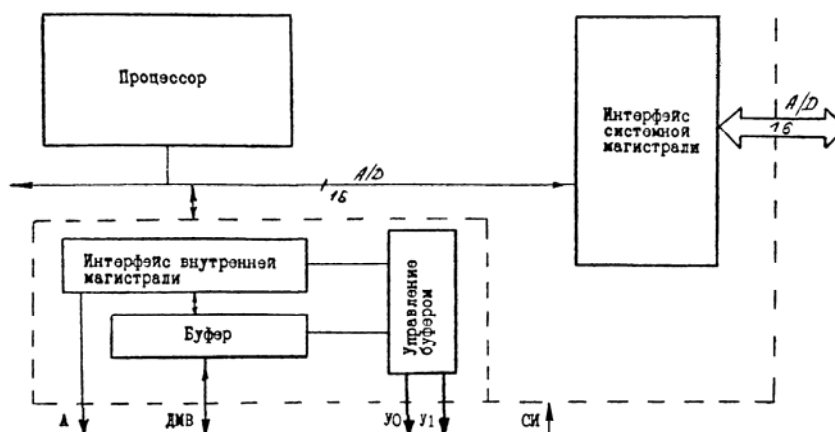 Процессор
Интерфейс
системной
магистрали
A/D
16
A/D
16
Интерфейс внутренней
магистрали
Буфер
Управление
буфером
А
ДМВ
У0
У1
СИ